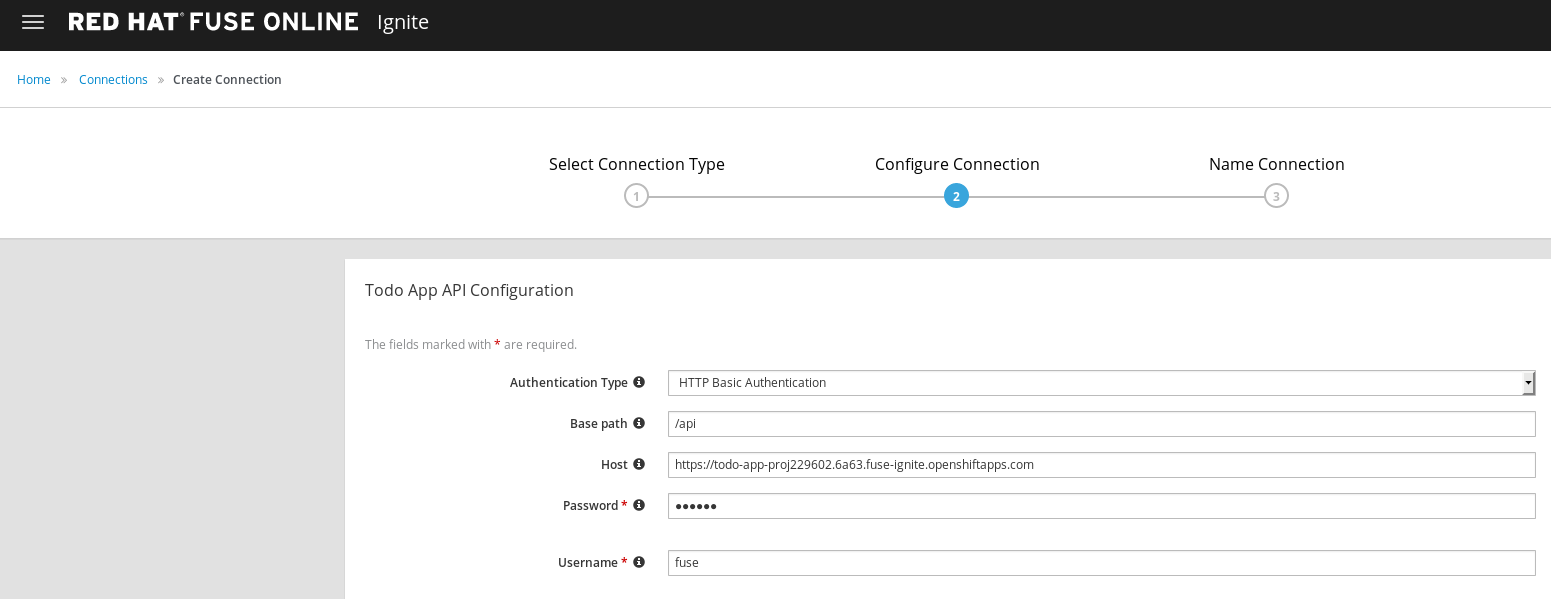 RED HAT® FUSE ONLINE Ignite
Home » Connections » Create Connection
Select Connection Type Configure Connection Name Connection
1 2 3
Todo App API Configuration
The fields marked with * are required.
Authentication Type HTTP Basic Authentication
Base path /api
Host https://todo-app-proj229602.6a63.fuse-ignite.openshiftapps.com
Password * ●●●●●●
Username * fuse